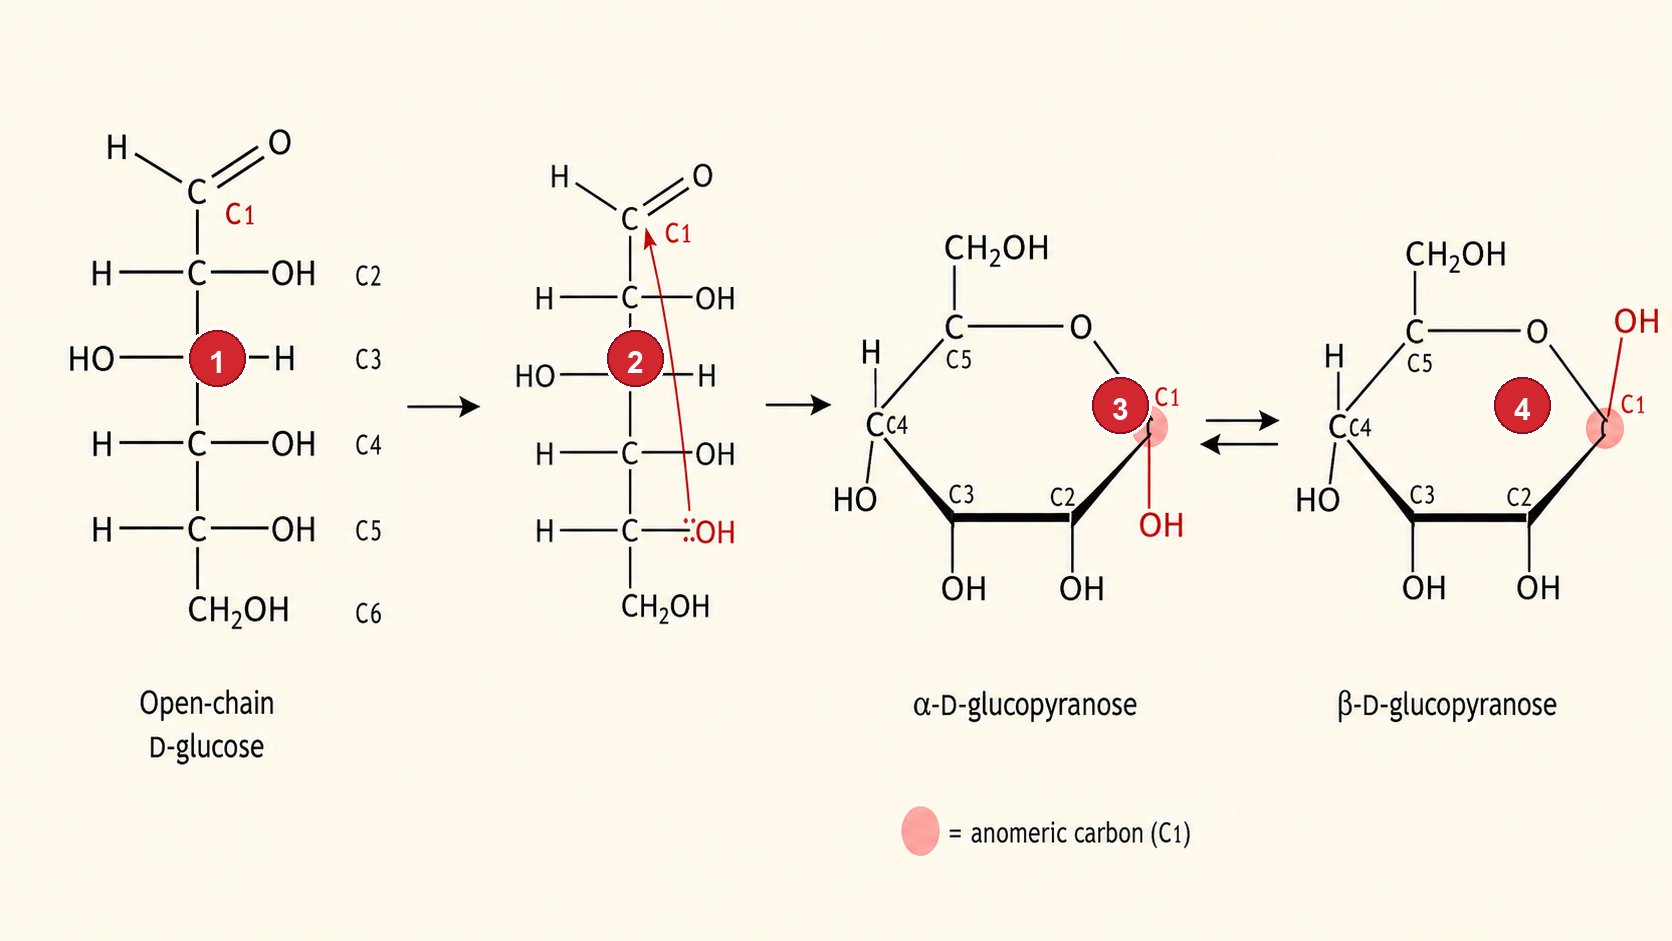 H O
C
C1
H C OH C2
HO 1 H C3
H C OH C4
H C OH C5
CH₂OH C6
Open-chain
D-glucose
H O
C
C1
H C OH
2
HO H
H C OH
H C :OH
CH₂OH
CH₂OH
C O
C5
H
3 C1
C C4 C
HO
C3 C2
OH
OH OH
α-D-glucopyranose
CH₂OH
OH
C O
C5
H
4 C1
C C4 C
HO
C3 C2
OH OH
β-D-glucopyranose
= anomeric carbon (C1)